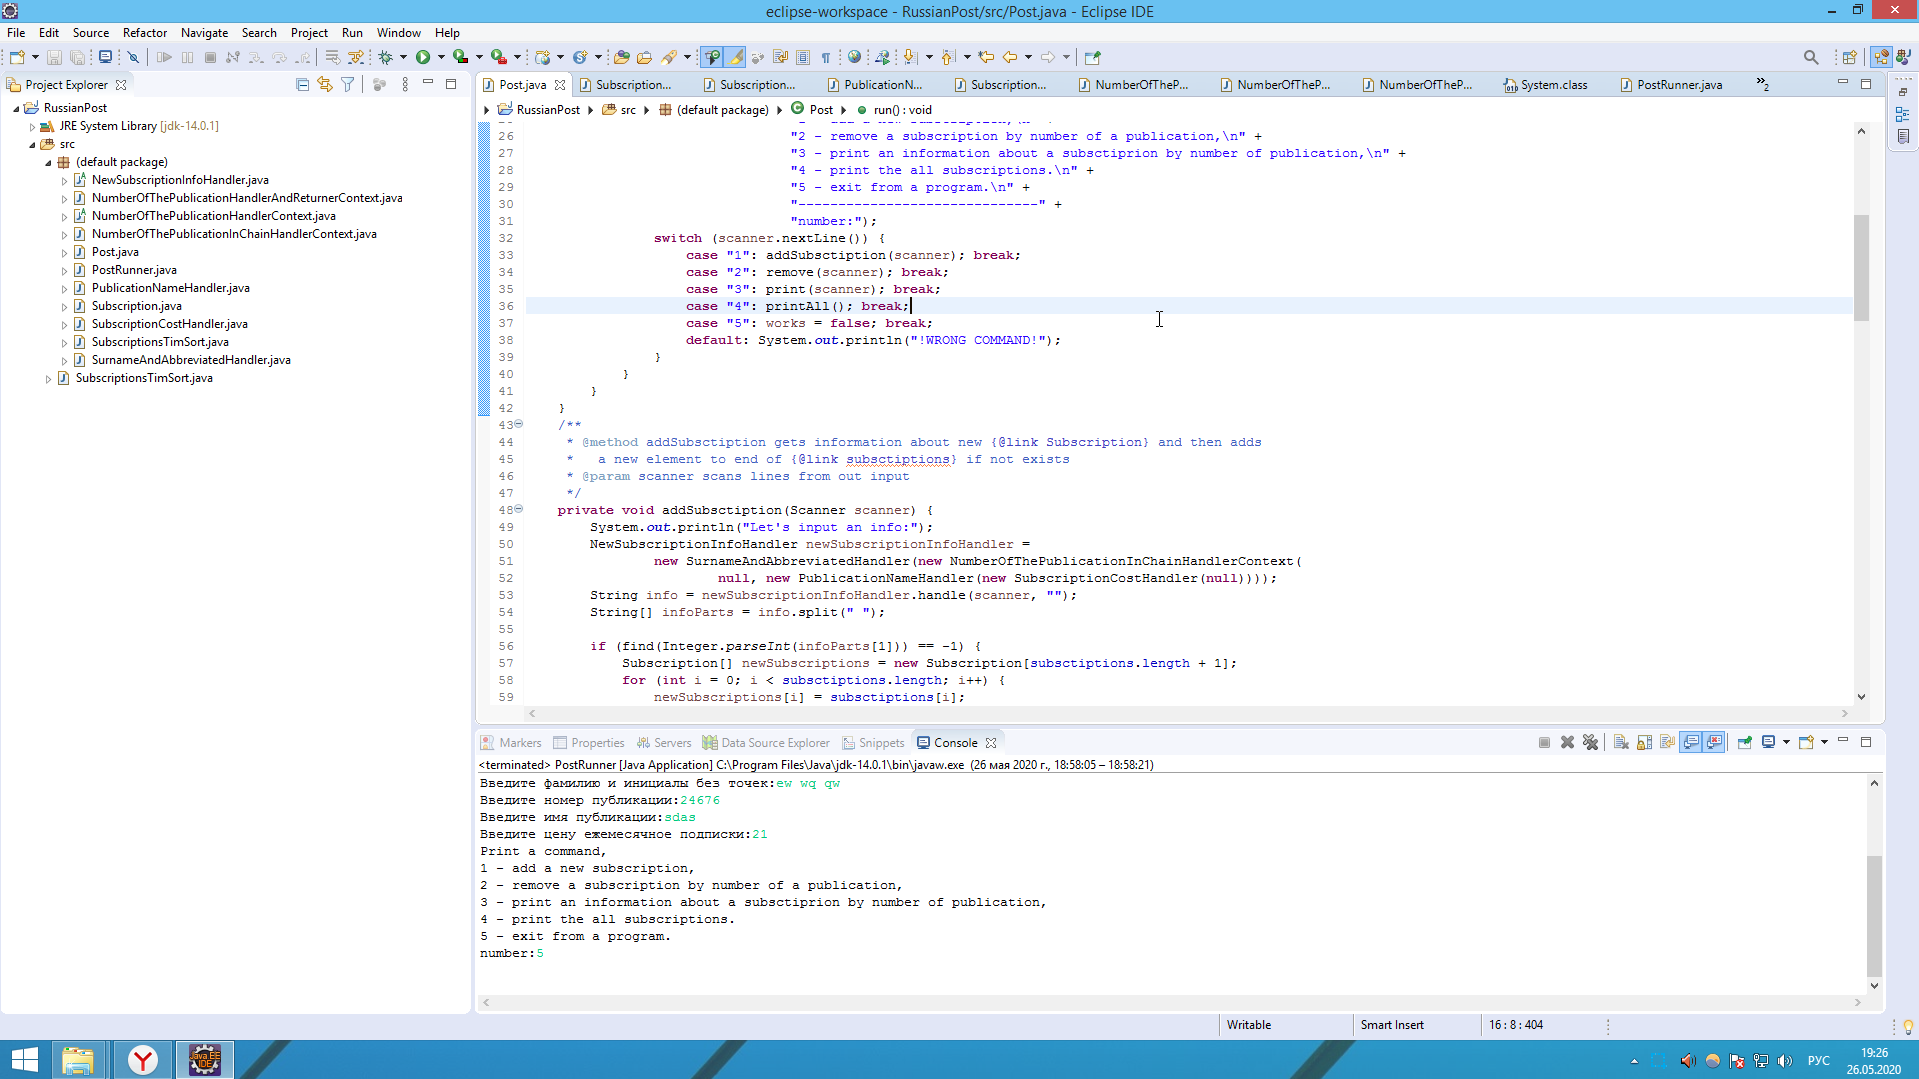 eclipse-workspace - RussianPost/src/Post.java - Eclipse IDE
File Edit Source Refactor Navigate Search Project Run Window Help
Project Explorer
RussianPost
JRE System Library [jdk-14.0.1]
src
(default package)
NewSubscriptionInfoHandler.java
NumberOfThePublicationHandlerAndReturnerContext.java
NumberOfThePublicationHandlerContext.java
NumberOfThePublicationInChainHandlerContext.java
Post.java
PostRunner.java
PublicationNameHandler.java
Subscription.java
SubscriptionCostHandler.java
SubscriptionsTimSort.java
SurnameAndAbbreviatedHandler.java
SubscriptionsTimSort.java
Post.java Subscription... Subscription... PublicationN... Subscription... NumberOfTheP... NumberOfTheP... NumberOfTheP... System.class PostRunner.java »2
RussianPost src (default package) Post run() : void
26 "2 - remove a subscription by number of a publication,\n" +
27 "3 - print an information about a subsctiprion by number of publication,\n" +
28 "4 - print the all subscriptions.\n" +
29 "5 - exit from a program.\n" +
30 "------------------------------" +
31 "number:");
32 switch (scanner.nextLine()) {
33 case "1": addSubsctiption(scanner); break;
34 case "2": remove(scanner); break;
35 case "3": print(scanner); break;
36 case "4": printAll(); break;
37 case "5": works = false; break;
38 default: System.out.println("!WRONG COMMAND!");
39 }
40 }
41 }
42 }
43 /**
44 * @method addSubsctiption gets information about new {@link Subscription} and then adds
45 * a new element to end of {@link subsctiptions} if not exists
46 * @param scanner scans lines from out input
47 */
48 private void addSubsctiption(Scanner scanner) {
49 System.out.println("Let's input an info:");
50 NewSubscriptionInfoHandler newSubscriptionInfoHandler =
51 new SurnameAndAbbreviatedHandler(new NumberOfThePublicationInChainHandlerContext(
52 null, new PublicationNameHandler(new SubscriptionCostHandler(null))));
53 String info = newSubscriptionInfoHandler.handle(scanner, "");
54 String[] infoParts = info.split(" ");
55
56 if (find(Integer.parseInt(infoParts[1])) == -1) {
57 Subscription[] newSubscriptions = new Subscription[subsctiptions.length + 1];
58 for (int i = 0; i < subsctiptions.length; i++) {
59 newSubscriptions[i] = subsctiptions[i];
Markers Properties Servers Data Source Explorer Snippets Console
<terminated> PostRunner [Java Application] C:\Program Files\Java\jdk-14.0.1\bin\javaw.exe (26 мая 2020 г., 18:58:05 – 18:58:21)
Введите фамилию и инициалы без точек:ew wq qw
Введите номер публикации:24676
Введите имя публикации:sdas
Введите цену ежемесячное подписки:21
Print a command,
1 - add a new subscription,
2 - remove a subscription by number of a publication,
3 - print an information about a subsctiprion by number of publication,
4 - print the all subscriptions.
5 - exit from a program.
number:5
Writable Smart Insert 16 : 8 : 404
Java EE IDE
РУС
19:26
26.05.2020